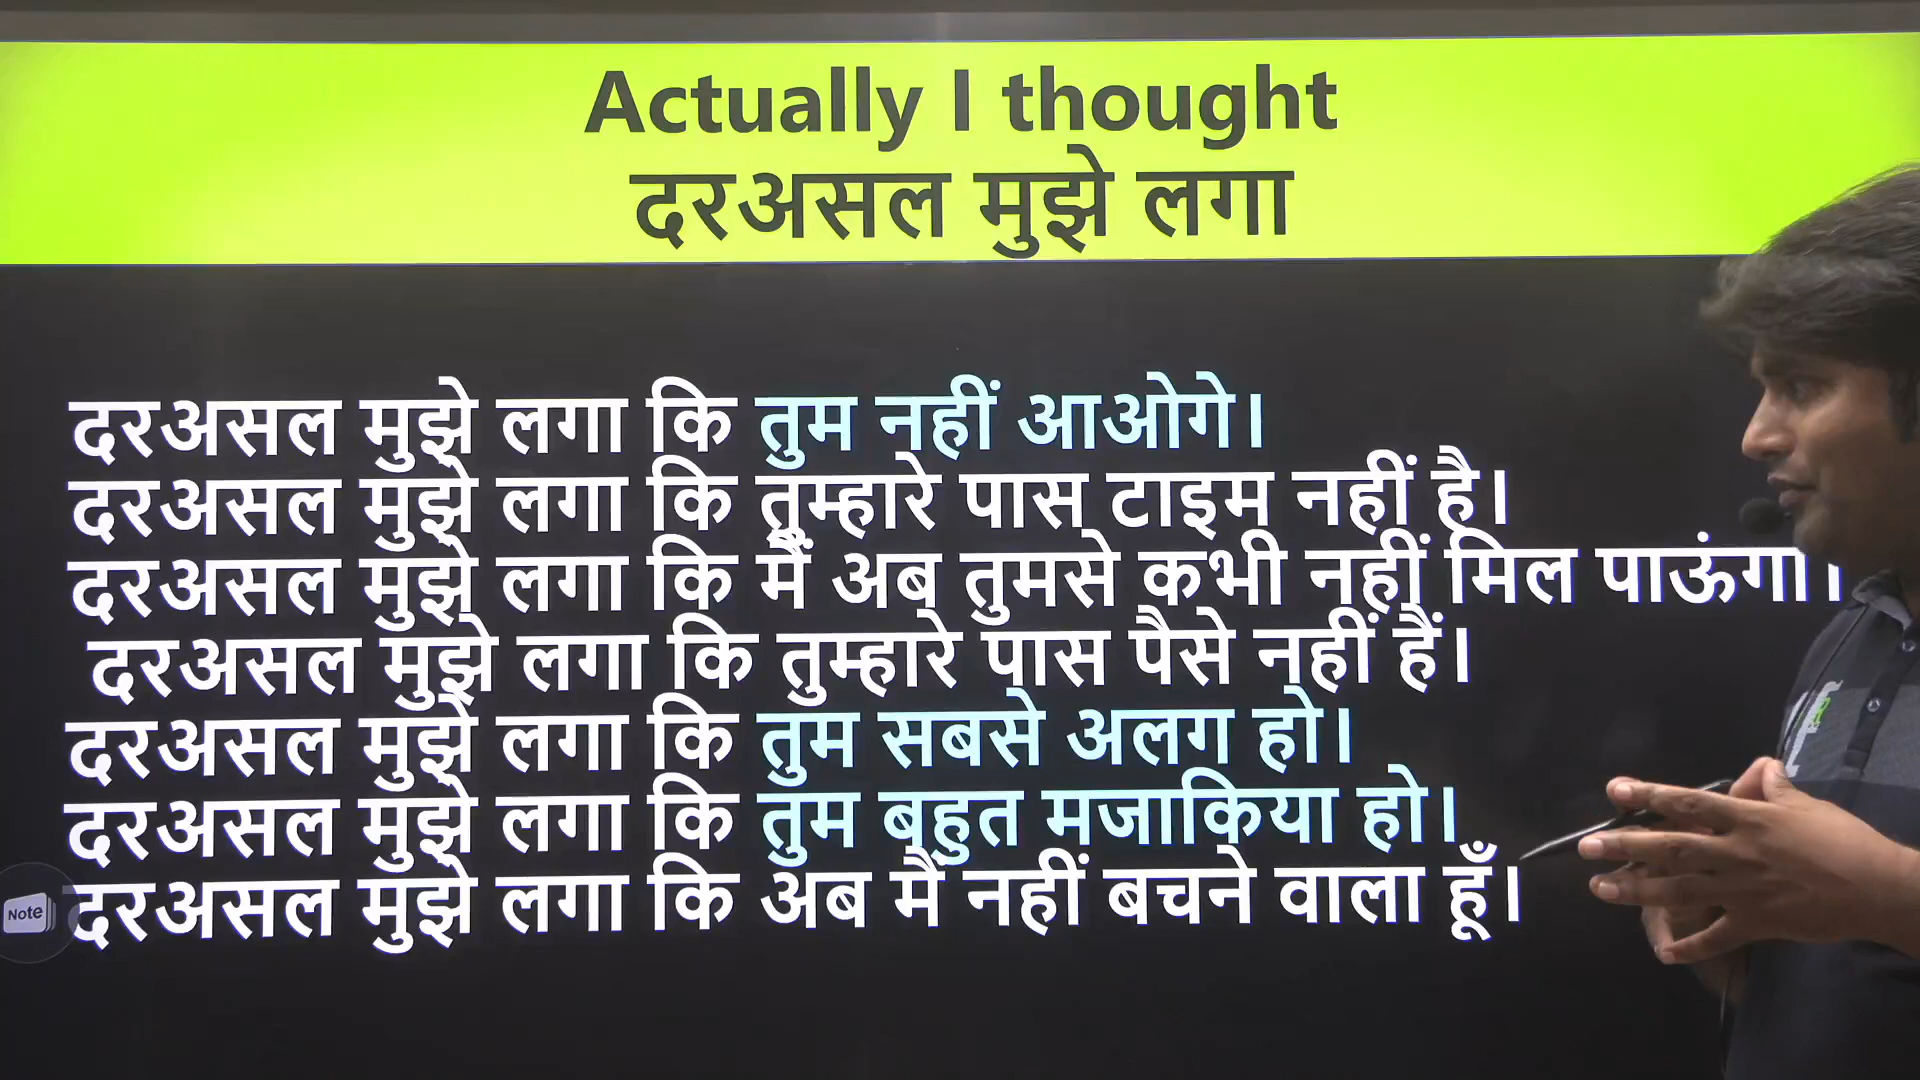 Actually I thought
दरअसल मुझे लगा
दरअसल मुझे लगा कि तुम नहीं आओगे।
दरअसल मुझे लगा कि तुम्हारे पास टाइम नहीं है।
दरअसल मुझे लगा कि मैं अब तुमसे कभी नहीं मिल पाऊंगा।
दरअसल मुझे लगा कि तुम्हारे पास पैसे नहीं हैं।
दरअसल मुझे लगा कि तुम सबसे अलग हो।
दरअसल मुझे लगा कि तुम बहुत मजाकिया हो।
दरअसल मुझे लगा कि अब मैं नहीं बचने वाला हूँ।
Note